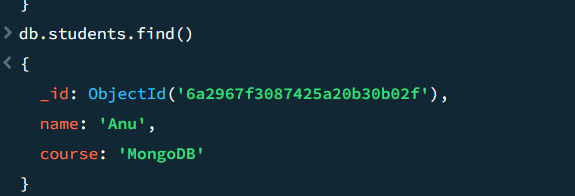 }
> db.students.find()
< {
_id: ObjectId('6a2967f3087425a20b30b02f'),
name: 'Anu',
course: 'MongoDB'
}